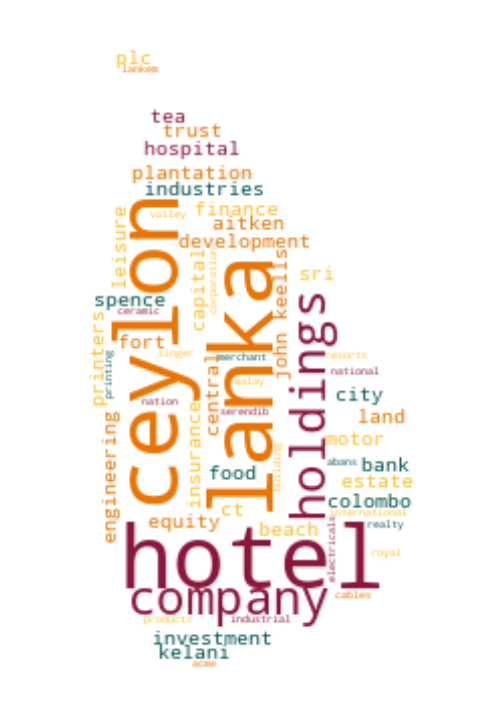 plc
lankem
tea
trust
hospital
plantation
industries
finance
valley
aitken
leisure
development
ceylon
capital
corporation
lanka
john keells
sri
spence
ceramic
holdings
printers
fort
singer
merchant
resorts
printing
central
national
malay
city
nation
serendib
land
engineering
insurance
motor
building
food
abans
bank
estate
colombo
ct
international
equity
beach
realty
electricals
hotel
royal
company
cables
products
industrial
investment
kelani
acme